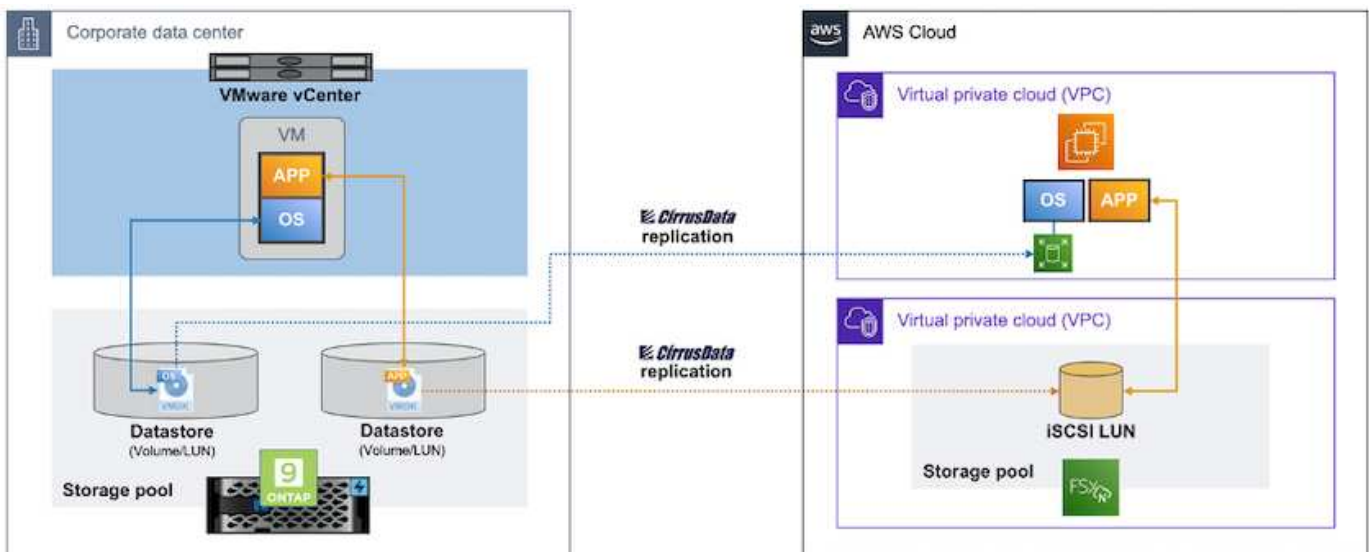 Corporate data center
VMware vCenter
VM
APP
OS
OS
VMDK
APP
VMDK
Datastore
(Volume/LUN)
Datastore
(Volume/LUN)
Storage pool
9
ONTAP
CirrusData
replication
CirrusData
replication
aws
AWS Cloud
Virtual private cloud (VPC)
OS
APP
Virtual private cloud (VPC)
iSCSI LUN
Storage pool
FSx